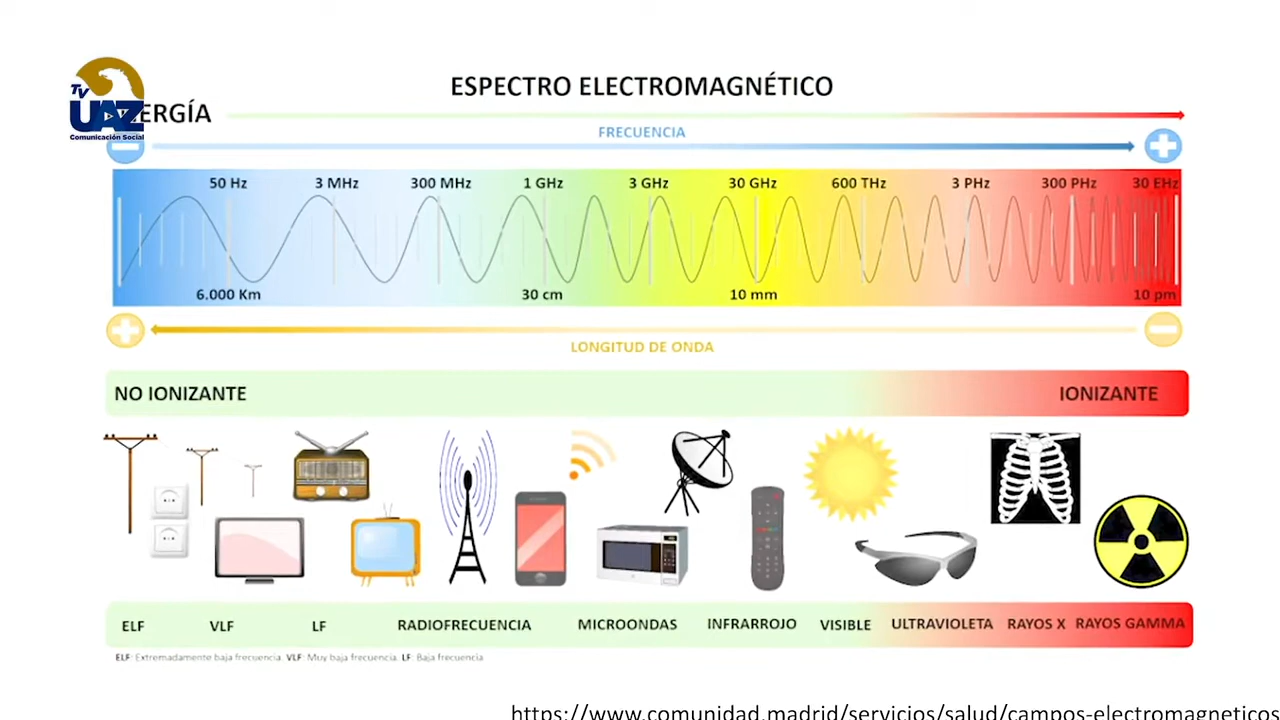 ESPECTRO ELECTROMAGNÉTICO
TV
UAZ
Comunicación Social
ERGÍA
FRECUENCIA
50 Hz 3 MHz 300 MHz 1 GHz 3 GHz 30 GHz 600 THz 3 PHz 300 PHz 30 EHz
6.000 Km 30 cm 10 mm 10 pm
LONGITUD DE ONDA
NO IONIZANTE IONIZANTE
ELF VLF LF RADIOFRECUENCIA MICROONDAS INFRARROJO VISIBLE ULTRAVIOLETA RAYOS X RAYOS GAMMA
ELF: Extremadamente baja frecuencia. VLF: Muy baja frecuencia. LF: Baja frecuencia
https://www.comunidad.madrid/servicios/salud/campos-electromagneticos